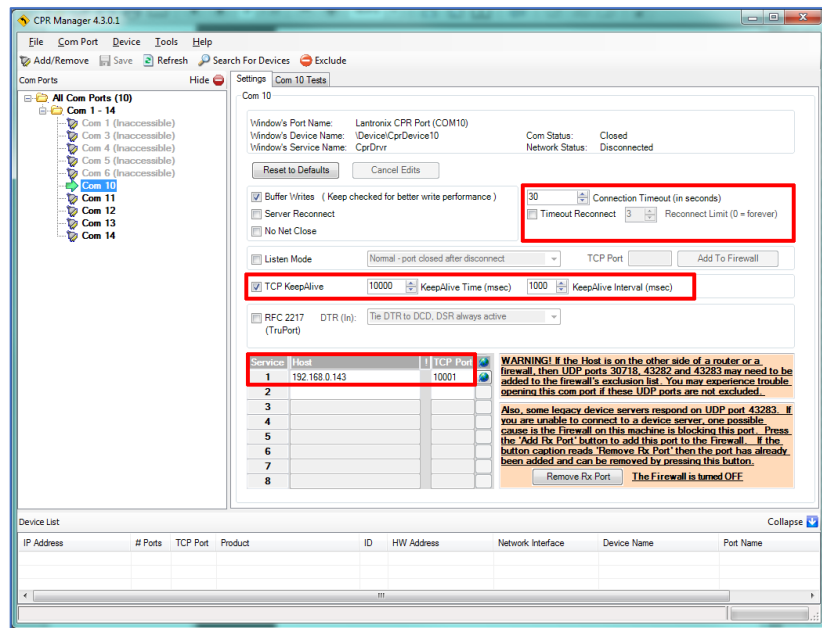 CPR Manager 4.3.0.1
File Com Port Device Tools Help
Add/Remove Save Refresh Search For Devices Exclude
Com Ports Hide
All Com Ports (10)
Com 1 - 14
Com 1 (Inaccessible)
Com 3 (Inaccessible)
Com 4 (Inaccessible)
Com 5 (Inaccessible)
Com 6 (Inaccessible)
Com 10
Com 11
Com 12
Com 13
Com 14
Settings Com 10 Tests
Com 10
Window's Port Name: Lantronix CPR Port (COM10)
Window's Device Name: \Device\CprDevice10 Com Status: Closed
Window's Service Name: CprDrvr Network Status: Disconnected
Reset to Defaults Cancel Edits
Buffer Writes ( Keep checked for better write performance )
Server Reconnect
No Net Close
30 Connection Timeout (in seconds)
Timeout Reconnect 3 Reconnect Limit (0 = forever)
Listen Mode Normal - port closed after disconnect TCP Port Add To Firewall
TCP KeepAlive 10000 KeepAlive Time (msec) 1000 KeepAlive Interval (msec)
RFC 2217 DTR (In): Tie DTR to DCD, DSR always active
(TruPort)
Service Host ! TCP Port
1 192.168.0.143 10001
2
3
4
5
6
7
8
WARNING! If the Host is on the other side of a router or a
firewall, then UDP ports 30718, 43282 and 43283 may need to be
added to the firewall's exclusion list. You may experience trouble
opening this com port if these UDP ports are not excluded.
Also, some legacy device servers respond on UDP port 43283. If
you are unable to connect to a device server, one possible
cause is the Firewall on this machine is blocking this port. Press
the 'Add Rx Port' button to add this port to the Firewall. If the
button caption reads 'Remove Rx Port' then the port has already
been added and can be removed by pressing this button.
Remove Rx Port The Firewall is turned OFF
Device List Collapse
IP Address # Ports TCP Port Product ID HW Address Network Interface Device Name Port Name